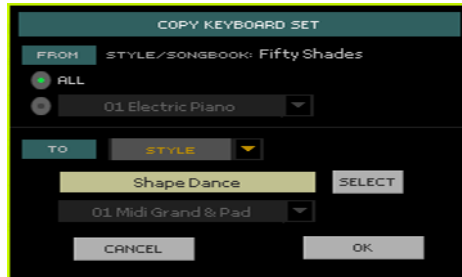 COPY KEYBOARD SET
FROM STYLE/SONGBOOK: Fifty Shades
ALL
01 Electric Piano
TO STYLE
Shape Dance SELECT
01 Midi Grand & Pad
CANCEL OK